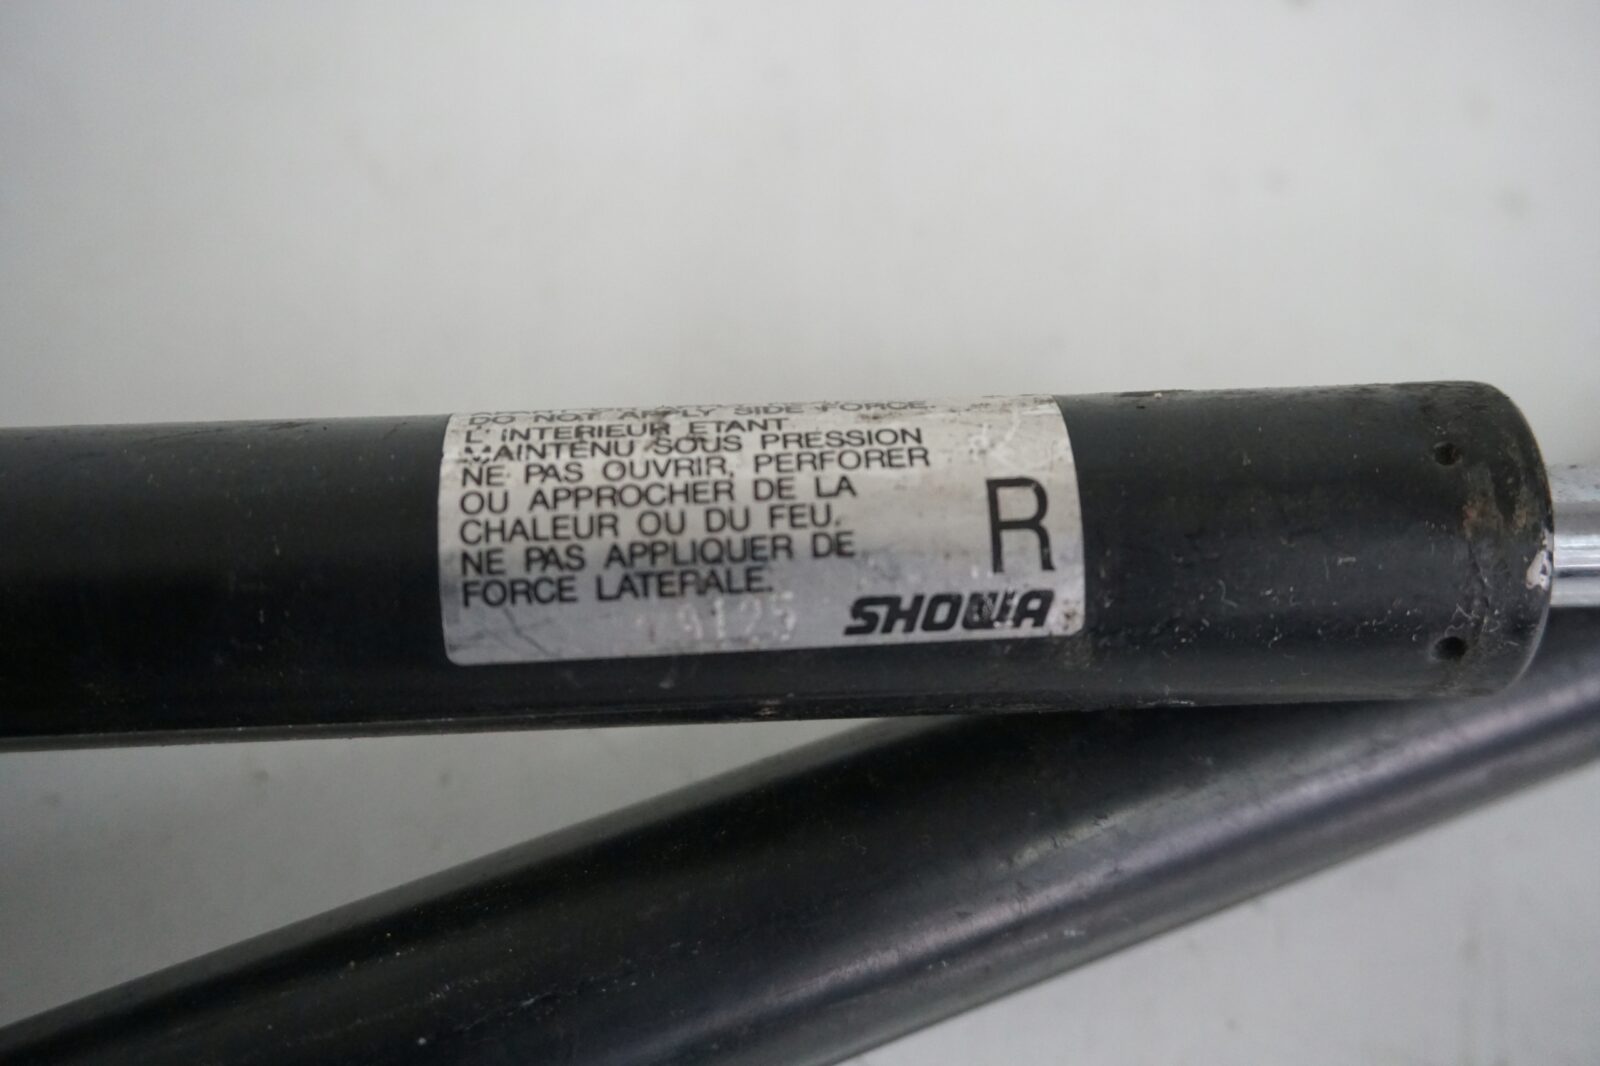 DO NOT APPLY SIDE FORCE.
L'INTERIEUR ETANT
MAINTENU SOUS PRESSION
NE PAS OUVRIR, PERFORER
OU APPROCHER DE LA
CHALEUR OU DU FEU.
NE PAS APPLIQUER DE
FORCE LATERALE.
R
SHOWA